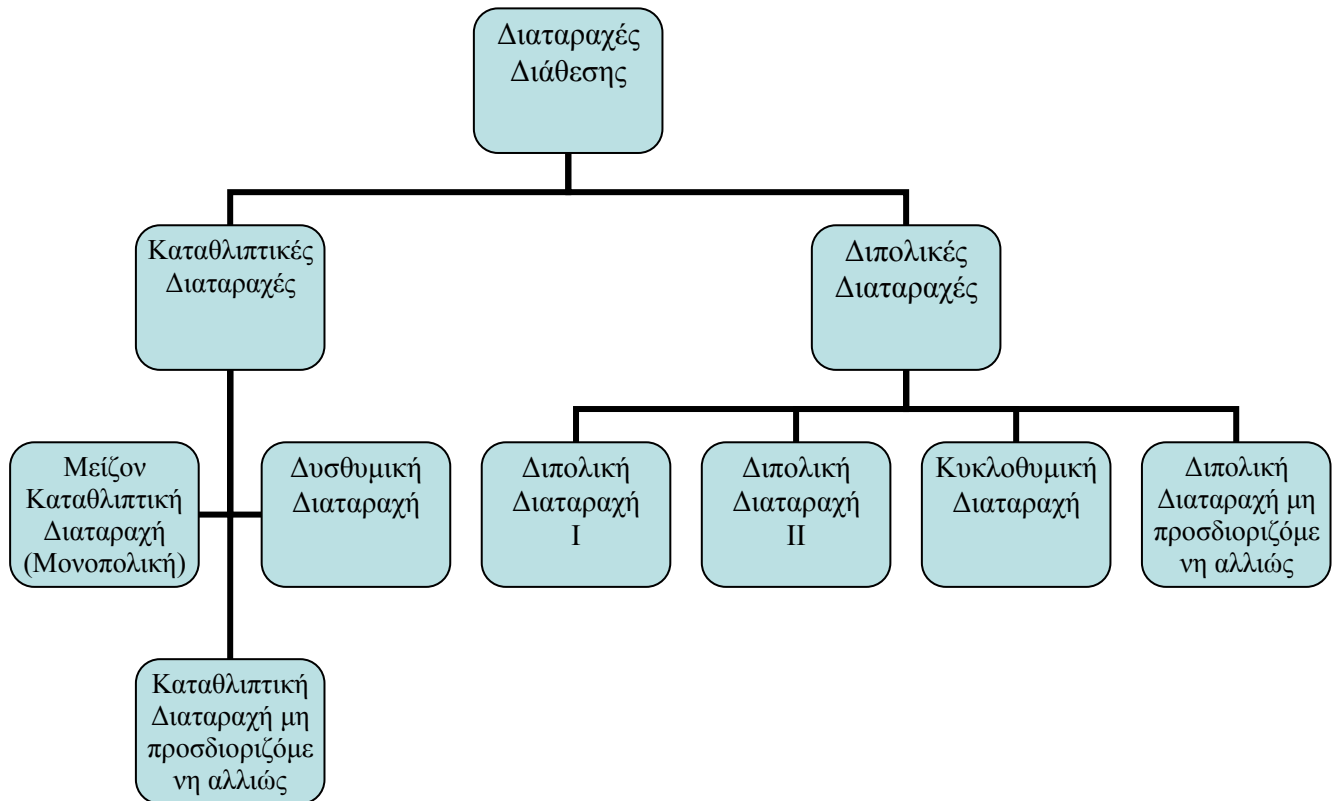 Διαταραχές
Διάθεσης
Καταθλιπτικές
Διαταραχές
Διπολικές
Διαταραχές
Μείζον
Καταθλιπτική
Διαταραχή
(Μονοπολική)
Δυσθυμική
Διαταραχή
Διπολική
Διαταραχή
Ι
Διπολική
Διαταραχή
ΙΙ
Κυκλοθυμική
Διαταραχή
Διπολική
Διαταραχή μη
προσδιοριζόμε
νη αλλιώς
Καταθλιπτική
Διαταραχή μη
προσδιοριζόμε
νη αλλιώς